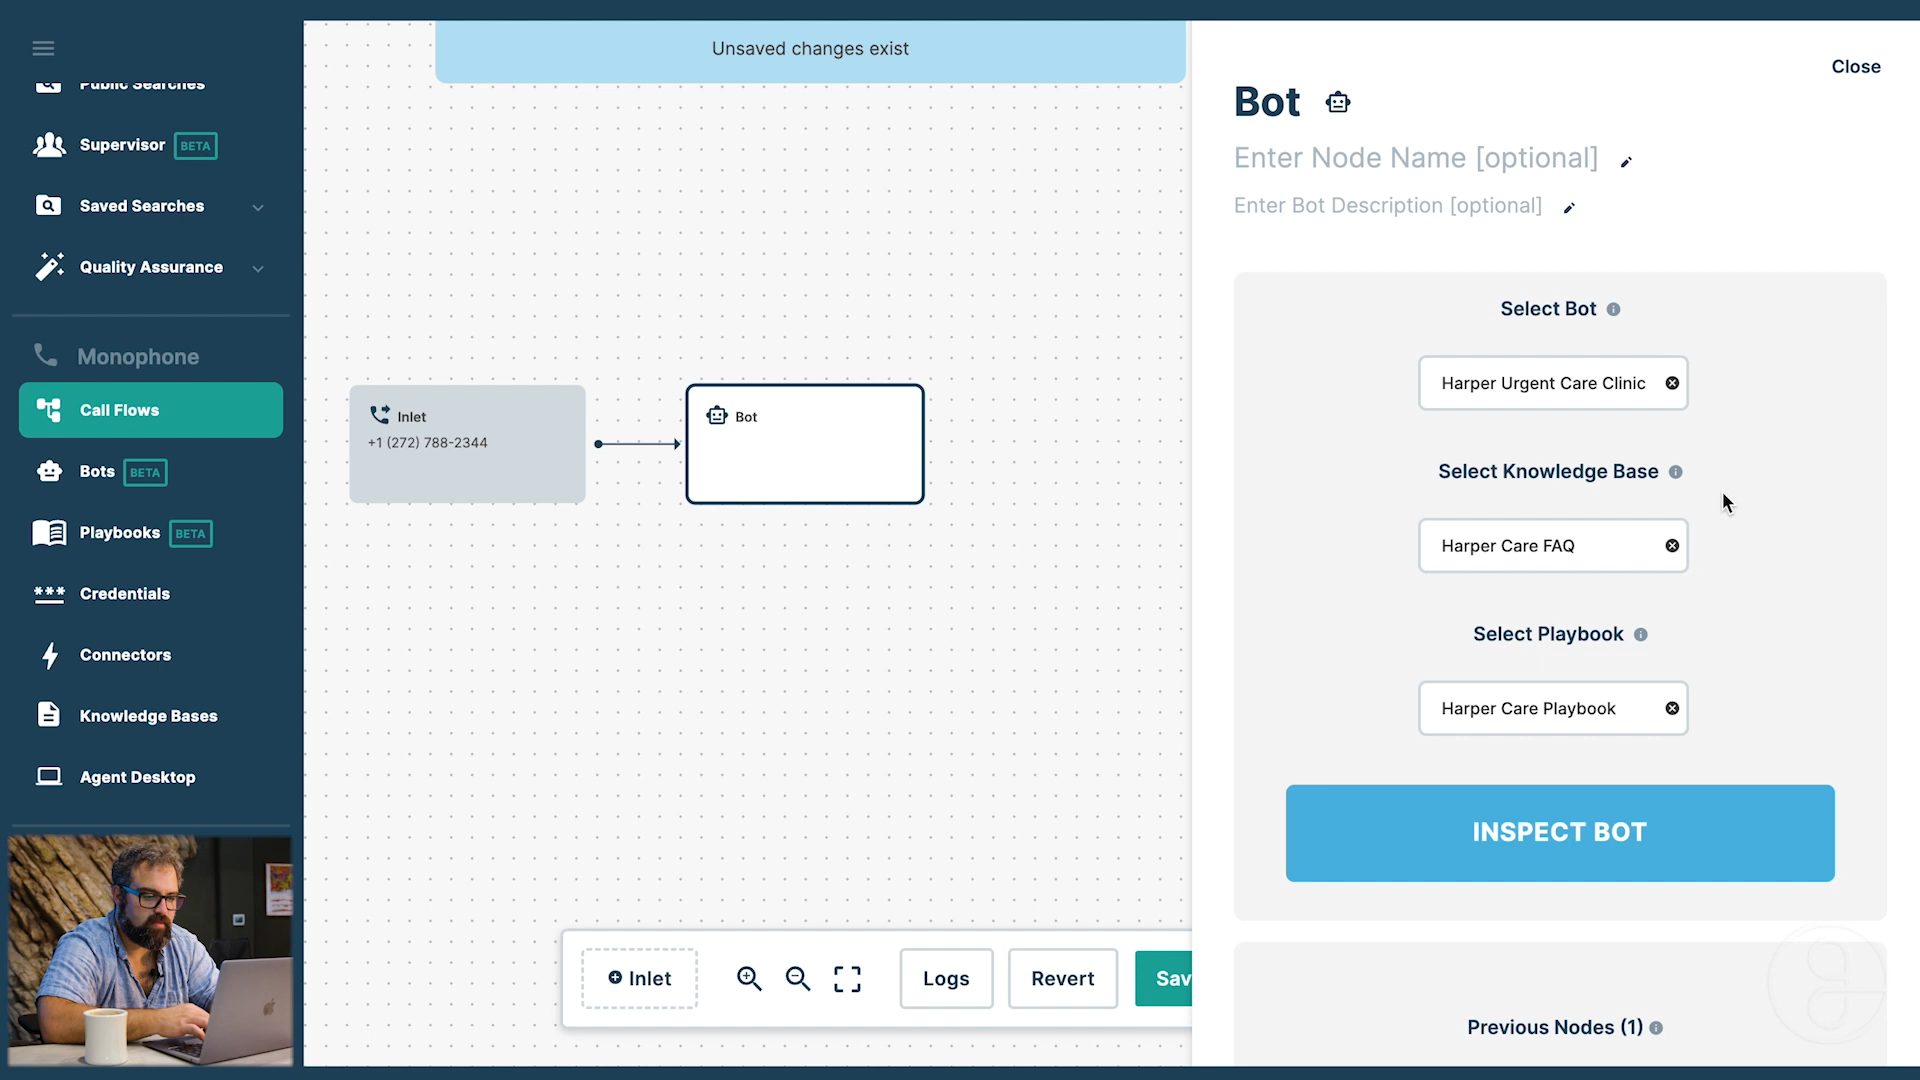 Public Searches
Supervisor BETA
Saved Searches
Quality Assurance
Monophone
Call Flows
Bots BETA
Playbooks BETA
Credentials
Connectors
Knowledge Bases
Agent Desktop
Unsaved changes exist
Inlet
+1 (272) 788-2344
Bot
Inlet
Logs
Revert
Sav
Close
Bot
Enter Node Name [optional]
Enter Bot Description [optional]
Select Bot
Harper Urgent Care Clinic
Select Knowledge Base
Harper Care FAQ
Select Playbook
Harper Care Playbook
INSPECT BOT
Previous Nodes (1)